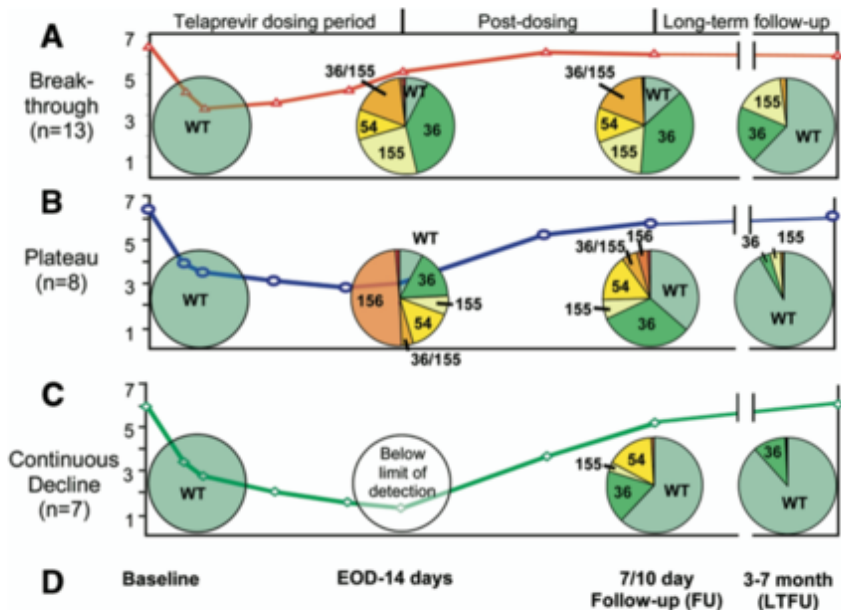 Telaprevir dosing period Post-dosing Long-term follow-up
A
7
5
3
1
Break-
through
(n=13)
WT
36/155
WT
54
36
155
36/155
WT
54
36
155
155
36
WT
B
7
5
3
1
Plateau
(n=8)
WT
WT
36
156
155
54
36/155
36/155
156
54
155
36
WT
36
155
WT
C
7
5
3
1
Continuous
Decline
(n=7)
WT
Below
limit of
detection
54
155
36
WT
36
WT
D
Baseline EOD-14 days 7/10 day 3-7 month
Follow-up (FU) (LTFU)